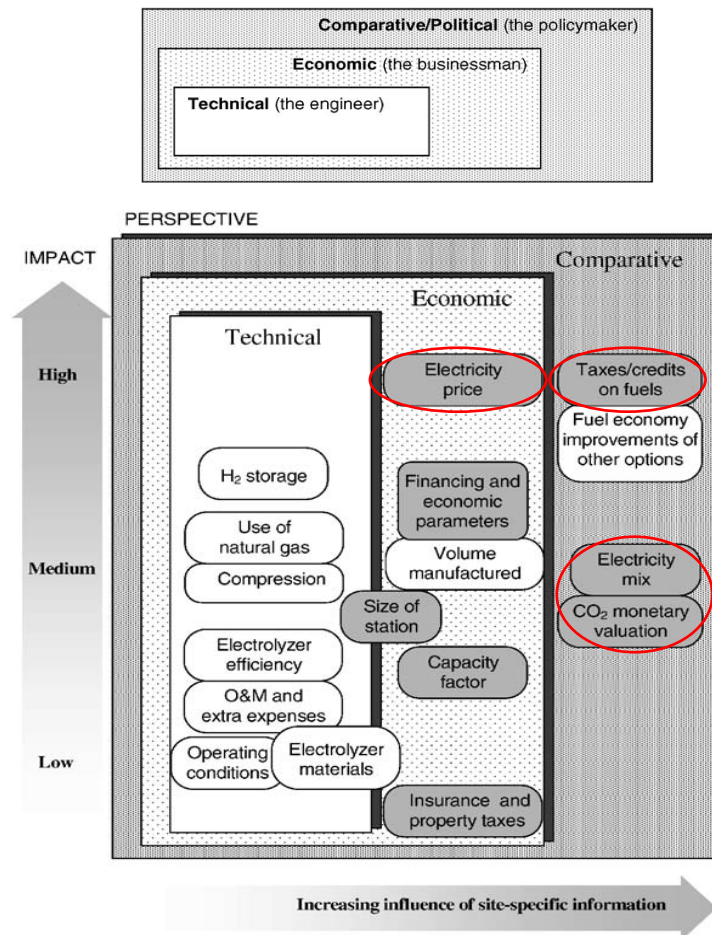 Comparative/Political (the policymaker)
Economic (the businessman)
Technical (the engineer)
PERSPECTIVE
IMPACT
Comparative
Economic
Technical
High
Electricity
price
Taxes/credits
on fuels
Fuel economy
improvements of
other options
H₂ storage
Financing and
economic
parameters
Use of
natural gas
Medium
Compression
Volume
manufactured
Electricity
mix
Size of
station
CO₂ monetary
valuation
Electrolyzer
efficiency
Capacity
factor
O&M and
extra expenses
Low
Operating
conditions
Electrolyzer
materials
Insurance and
property taxes
Increasing influence of site-specific information